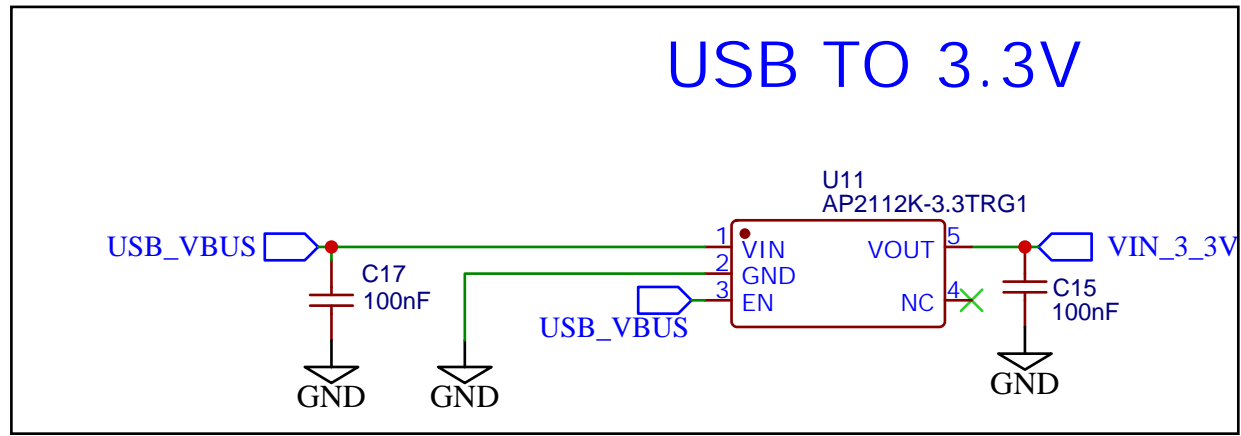 USB TO 3.3V
U11
AP2112K-3.3TRG1
USB_VBUS
1
VIN
VOUT
5
VIN_3_3V
2
GND
C17
100nF
3
EN
USB_VBUS
NC
4
C15
100nF
GND
GND
GND